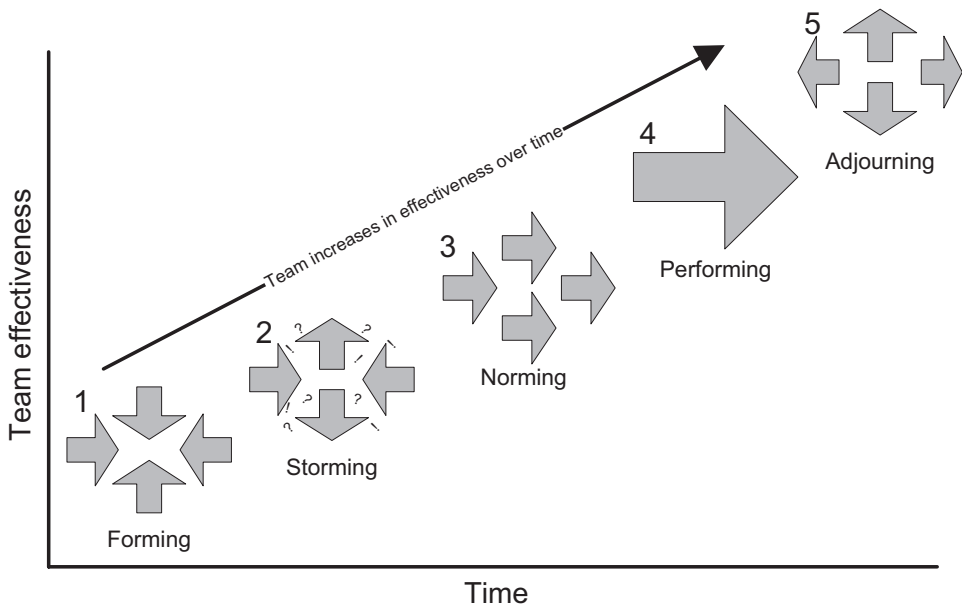 5
Adjourning
4
Performing
Team increases in effectiveness over time
3
Norming
2
? ? ! ! ! ! ? ? ? !
Storming
1
Forming
Team effectiveness
Time